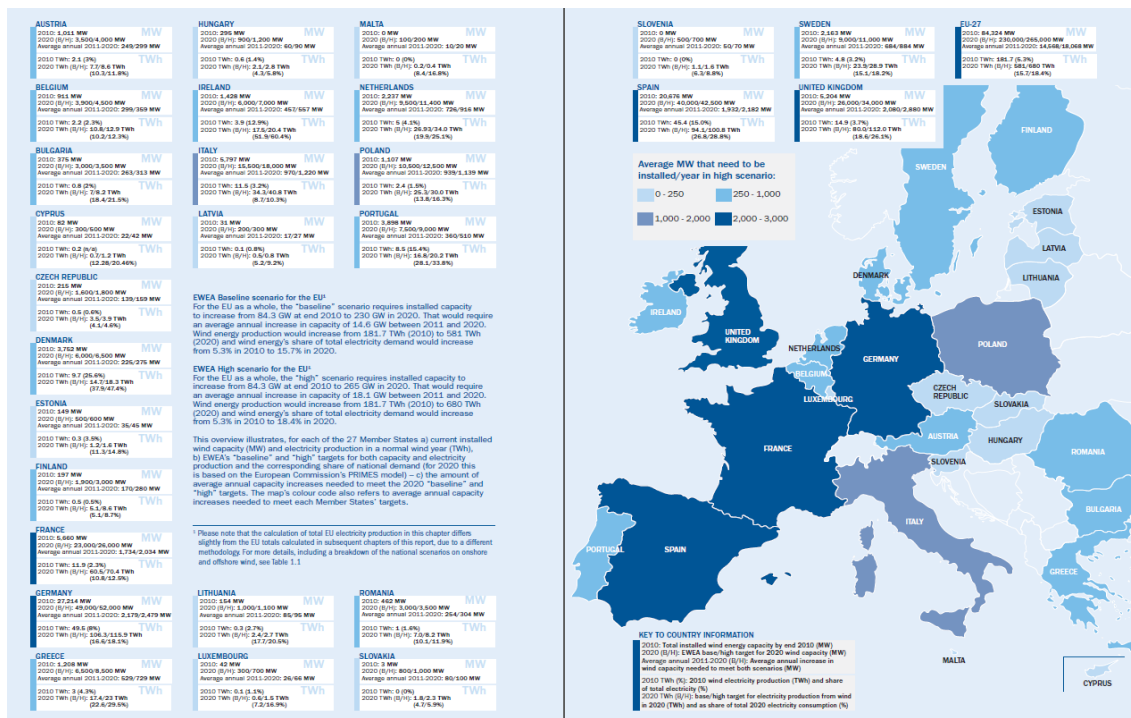 AUSTRIA
2010: 1,011 MW
2020 (B/H): 3,500/4,000 MW
Average annual 2011-2020: 249/299 MW
MW
2010 TWh: 2.1 (3%)
2020 TWh (B/H): 7.7/8.6 TWh
(10.3/11.8%)
TWh
BELGIUM
2010: 911 MW
2020 (B/H): 3,900/4,500 MW
Average annual 2011-2020: 299/359 MW
MW
2010 TWh: 2.2 (2.3%)
2020 TWh (B/H): 10.8/12.9 TWh
(10.2/12.3%)
TWh
BULGARIA
2010: 375 MW
2020 (B/H): 3,000/3,500 MW
Average annual 2011-2020: 263/313 MW
MW
2010 TWh: 0.8 (2%)
2020 TWh (B/H): 7/8.2 TWh
(18.4/21.5%)
TWh
CYPRUS
2010: 82 MW
2020 (B/H): 300/500 MW
Average annual 2011-2020: 22/42 MW
MW
2010 TWh: 0.2 (n/a)
2020 TWh (B/H): 0.7/1.2 TWh
(12.28/20.46%)
TWh
CZECH REPUBLIC
2010: 215 MW
2020 (B/H): 1,600/1,800 MW
Average annual 2011-2020: 139/159 MW
MW
2010 TWh: 0.5 (0.6%)
2020 TWh (B/H): 3.5/3.9 TWh
(4.1/4.6%)
TWh
DENMARK
2010: 3,752 MW
2020 (B/H): 6,000/6,500 MW
Average annual 2011-2020: 225/275 MW
MW
2010 TWh: 9.7 (25.6%)
2020 TWh (B/H): 14.7/18.3 TWh
(37.9/47.4%)
TWh
ESTONIA
2010: 149 MW
2020 (B/H): 500/600 MW
Average annual 2011-2020: 35/45 MW
MW
2010 TWh: 0.3 (3.5%)
2020 TWh (B/H): 1.2/1.6 TWh
(11.3/14.8%)
TWh
FINLAND
2010: 197 MW
2020 (B/H): 1,900/3,000 MW
Average annual 2011-2020: 170/280 MW
MW
2010 TWh: 0.5 (0.5%)
2020 TWh (B/H): 5.1/8.6 TWh
(5.1/8.7%)
TWh
FRANCE
2010: 5,660 MW
2020 (B/H): 23,000/26,000 MW
Average annual 2011-2020: 1,734/2,034 MW
MW
2010 TWh: 11.9 (2.3%)
2020 TWh (B/H): 60.5/70.4 TWh
(10.8/12.5%)
TWh
GERMANY
2010: 27,214 MW
2020 (B/H): 49,000/52,000 MW
Average annual 2011-2020: 2,179/2,479 MW
MW
2010 TWh: 49.5 (8%)
2020 TWh (B/H): 106.3/115.9 TWh
(16.6/18.1%)
TWh
GREECE
2010: 1,208 MW
2020 (B/H): 6,500/8,500 MW
Average annual 2011-2020: 529/729 MW
MW
2010 TWh: 3 (4.3%)
2020 TWh (B/H): 17.4/23 TWh
(22.6/29.5%)
TWh
HUNGARY
2010: 295 MW
2020 (B/H): 900/1,200 MW
Average annual 2011-2020: 60/90 MW
MW
2010 TWh: 0.6 (1.4%)
2020 TWh (B/H): 2.1/2.8 TWh
(4.3/5.8%)
TWh
IRELAND
2010: 1,428 MW
2020 (B/H): 6,000/7,000 MW
Average annual 2011-2020: 457/557 MW
MW
2010 TWh: 3.9 (12.9%)
2020 TWh (B/H): 17.5/20.4 TWh
(51.9/60.4%)
TWh
ITALY
2010: 5,797 MW
2020 (B/H): 15,500/18,000 MW
Average annual 2011-2020: 970/1,220 MW
MW
2010 TWh: 11.5 (3.2%)
2020 TWh (B/H): 34.3/40.8 TWh
(8.7/10.3%)
TWh
LATVIA
2010: 31 MW
2020 (B/H): 200/300 MW
Average annual 2011-2020: 17/27 MW
MW
2010 TWh: 0.1 (0.8%)
2020 TWh (B/H): 0.5/0.8 TWh
(5.2/9.2%)
TWh
MALTA
2010: 0 MW
2020 (B/H): 100/200 MW
Average annual 2011-2020: 10/20 MW
MW
2010 TWh: 0 (0%)
2020 TWh (B/H): 0.2/0.4 TWh
(8.4/16.8%)
TWh
NETHERLANDS
2010: 2,237 MW
2020 (B/H): 9,500/11,400 MW
Average annual 2011-2020: 726/916 MW
MW
2010 TWh: 5 (4.1%)
2020 TWh (B/H): 26.93/34.0 TWh
(19.9/25.1%)
TWh
POLAND
2010: 1,107 MW
2020 (B/H): 10,500/12,500 MW
Average annual 2011-2020: 939/1,139 MW
MW
2010 TWh: 2.4 (1.5%)
2020 TWh (B/H): 25.3/30.0 TWh
(13.8/16.3%)
TWh
PORTUGAL
2010: 3,898 MW
2020 (B/H): 7,500/9,000 MW
Average annual 2011-2020: 360/510 MW
MW
2010 TWh: 8.5 (15.4%)
2020 TWh (B/H): 16.8/20.2 TWh
(28.1/33.8%)
TWh
EWEA Baseline scenario for the EU¹
For the EU as a whole, the "baseline" scenario requires installed capacity
to increase from 84.3 GW at end 2010 to 230 GW in 2020. That would require
an average annual increase in capacity of 14.6 GW between 2011 and 2020.
Wind energy production would increase from 181.7 TWh (2010) to 581 TWh
(2020) and wind energy's share of total electricity demand would increase
from 5.3% in 2010 to 15.7% in 2020.
EWEA High scenario for the EU¹
For the EU as a whole, the "high" scenario requires installed capacity to
increase from 84.3 GW at end 2010 to 265 GW in 2020. That would require
an average annual increase in capacity of 18.1 GW between 2011 and 2020.
Wind energy production would increase from 181.7 TWh (2010) to 680 TWh
(2020) and wind energy's share of total electricity demand would increase
from 5.3% in 2010 to 18.4% in 2020.
This overview illustrates, for each of the 27 Member States a) current installed
wind capacity (MW) and electricity production in a normal wind year (TWh),
b) EWEA's "baseline" and "high" targets for both capacity and electricity
production and the corresponding share of national demand (for 2020 this
is based on the European Commission's PRIMES model) – c) the amount of
average annual capacity increases needed to meet the 2020 "baseline" and
"high" targets. The map's colour code also refers to average annual capacity
increases needed to meet each Member States' targets.
¹ Please note that the calculation of total EU electricity production in this chapter differs
slightly from the EU totals calculated in subsequent chapters of this report, due to a different
methodology. For more details, including a breakdown of the national scenarios on onshore
and offshore wind, see Table 1.1
LITHUANIA
2010: 154 MW
2020 (B/H): 1,000/1,100 MW
Average annual 2011-2020: 85/95 MW
MW
2010 TWh: 0.3 (2.7%)
2020 TWh (B/H): 2.4/2.7 TWh
(17.7/20.5%)
TWh
LUXEMBOURG
2010: 42 MW
2020 (B/H): 300/700 MW
Average annual 2011-2020: 26/66 MW
MW
2010 TWh: 0.1 (1.1%)
2020 TWh (B/H): 0.6/1.5 TWh
(7.2/16.9%)
TWh
ROMANIA
2010: 462 MW
2020 (B/H): 3,000/3,500 MW
Average annual 2011-2020: 254/304 MW
MW
2010 TWh: 1 (1.6%)
2020 TWh (B/H): 7.0/8.2 TWh
(10.1/11.9%)
TWh
SLOVAKIA
2010: 3 MW
2020 (B/H): 800/1,000 MW
Average annual 2011-2020: 80/100 MW
MW
2010 TWh: 0 (0%)
2020 TWh (B/H): 1.8/2.3 TWh
(4.7/5.9%)
TWh
SLOVENIA
2010: 0 MW
2020 (B/H): 500/700 MW
Average annual 2011-2020: 50/70 MW
MW
2010 TWh: 0 (0%)
2020 TWh (B/H): 1.1/1.6 TWh
(6.3/8.8%)
TWh
SWEDEN
2010: 2,163 MW
2020 (B/H): 9,000/11,000 MW
Average annual 2011-2020: 684/884 MW
MW
2010 TWh: 4.8 (3.2%)
2020 TWh (B/H): 23.9/28.9 TWh
(15.1/18.2%)
TWh
EU-27
2010: 84,324 MW
2020 (B/H): 230,000/265,000 MW
Average annual 2011-2020: 14,568/18,068 MW
MW
2010 TWh: 181.7 (5.3%)
2020 TWh (B/H): 581/680 TWh
(15.7/18.4%)
TWh
SPAIN
2010: 20,676 MW
2020 (B/H): 40,000/42,500 MW
Average annual 2011-2020: 1,932/2,182 MW
MW
2010 TWh: 45.4 (15.0%)
2020 TWh (B/H): 94.1/100.8 TWh
(26.8/28.8%)
TWh
UNITED KINGDOM
2010: 5,204 MW
2020 (B/H): 26,000/34,000 MW
Average annual 2011-2020: 2,080/2,880 MW
MW
2010 TWh: 14.9 (3.7%)
2020 TWh (B/H): 80.0/112.0 TWh
(18.6/26.1%)
TWh
Average MW that need to be
installed/year in high scenario:
0 - 250
250 - 1,000
1,000 - 2,000
2,000 - 3,000
FINLAND
SWEDEN
ESTONIA
LATVIA
LITHUANIA
DENMARK
IRELAND
UNITED
KINGDOM
NETHERLANDS
BELGIUM
LUXEMBOURG
GERMANY
POLAND
CZECH
REPUBLIC
SLOVAKIA
FRANCE
AUSTRIA
HUNGARY
SLOVENIA
ROMANIA
BULGARIA
ITALY
PORTUGAL
SPAIN
GREECE
MALTA
CYPRUS
KEY TO COUNTRY INFORMATION
2010: Total installed wind energy capacity by end 2010 (MW)
2020 (B/H): EWEA base/high target for 2020 wind capacity (MW)
Average annual 2011-2020 (B/H): Average annual increase in
wind capacity needed to meet both scenarios (MW)
2010 TWh (%): 2010 wind electricity production (TWh) and share
of total electricity (%)
2020 TWh (B/H): base/high target for electricity production from wind
in 2020 (TWh) and as share of total 2020 electricity consumption (%)